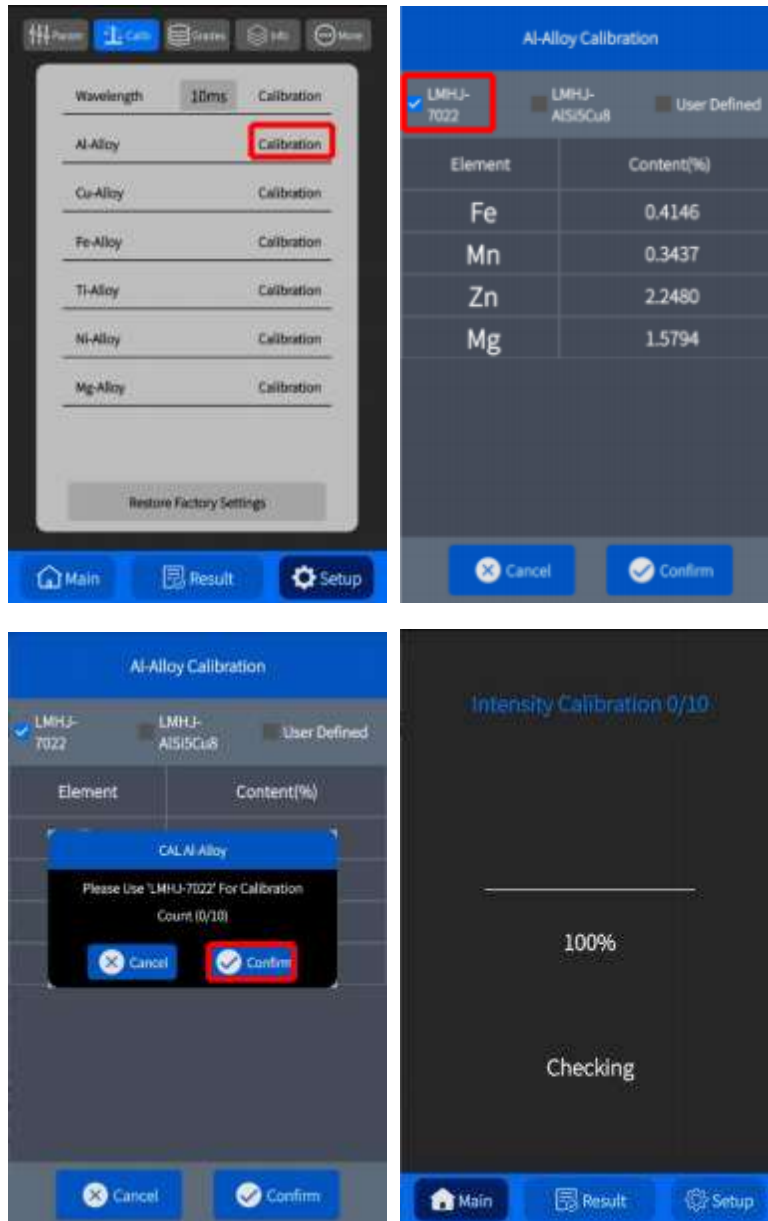 Param Calib Grades Info More
Wavelength 10ms Calibration
Al-Alloy Calibration
Cu-Alloy Calibration
Fe-Alloy Calibration
Ti-Alloy Calibration
Ni-Alloy Calibration
Mg-Alloy Calibration
Restore Factory Settings
Main Result Setup
Al-Alloy Calibration
LMHJ-
7022
LMHJ-
AlSi5Cu8
User Defined
Element Content(%)
Fe 0.4146
Mn 0.3437
Zn 2.2480
Mg 1.5794
Cancel Confirm
Al-Alloy Calibration
LMHJ-
7022
LMHJ-
AlSi5Cu8
User Defined
Element Content(%)
CAL Al-Alloy
Please Use 'LMHJ-7022' For Calibration
Count (0/10)
Cancel Confirm
Cancel Confirm
Intensity Calibration 0/10
100%
Checking
Main Result Setup